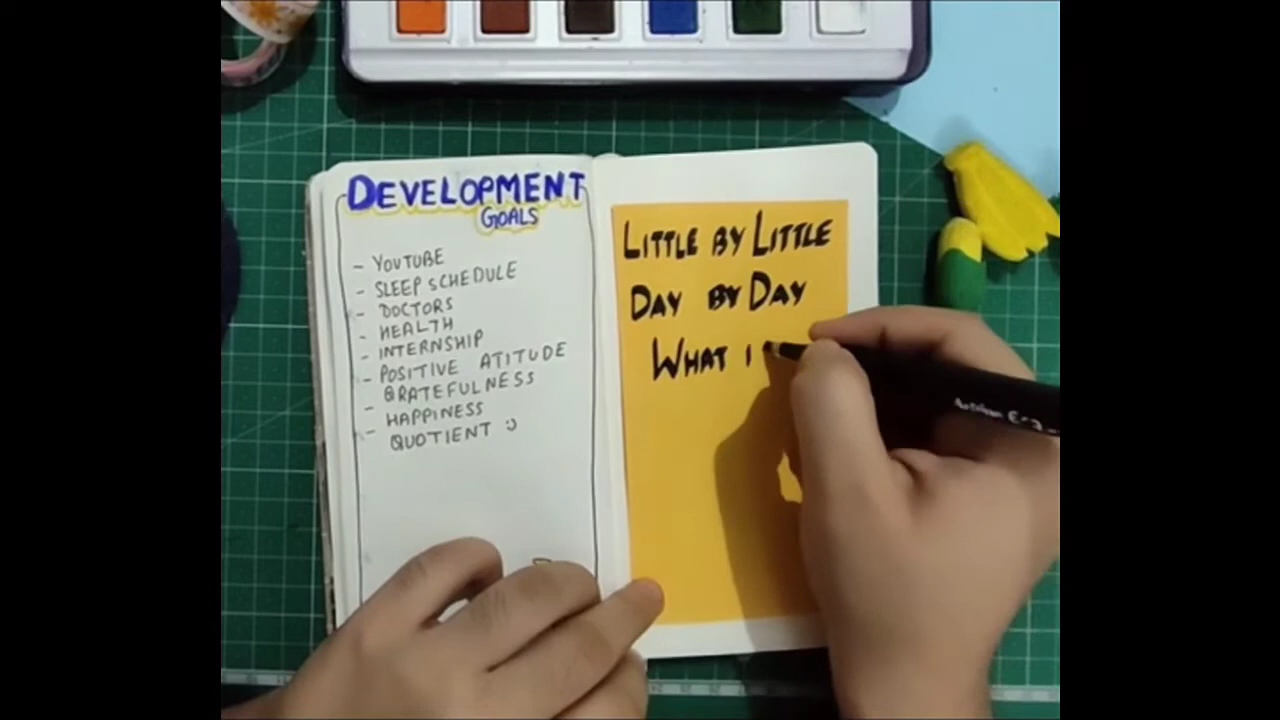 DEVELOPMENT
GOALS
- YOUTUBE
- SLEEP SCHEDULE
- DOCTORS
- HEALTH
- INTERNSHIP
- POSITIVE ATITUDE
GRATEFULNESS
- HAPPINESS
- QUOTIENT :)
LITTLE BY LITTLE
DAY BY DAY
WHAT I